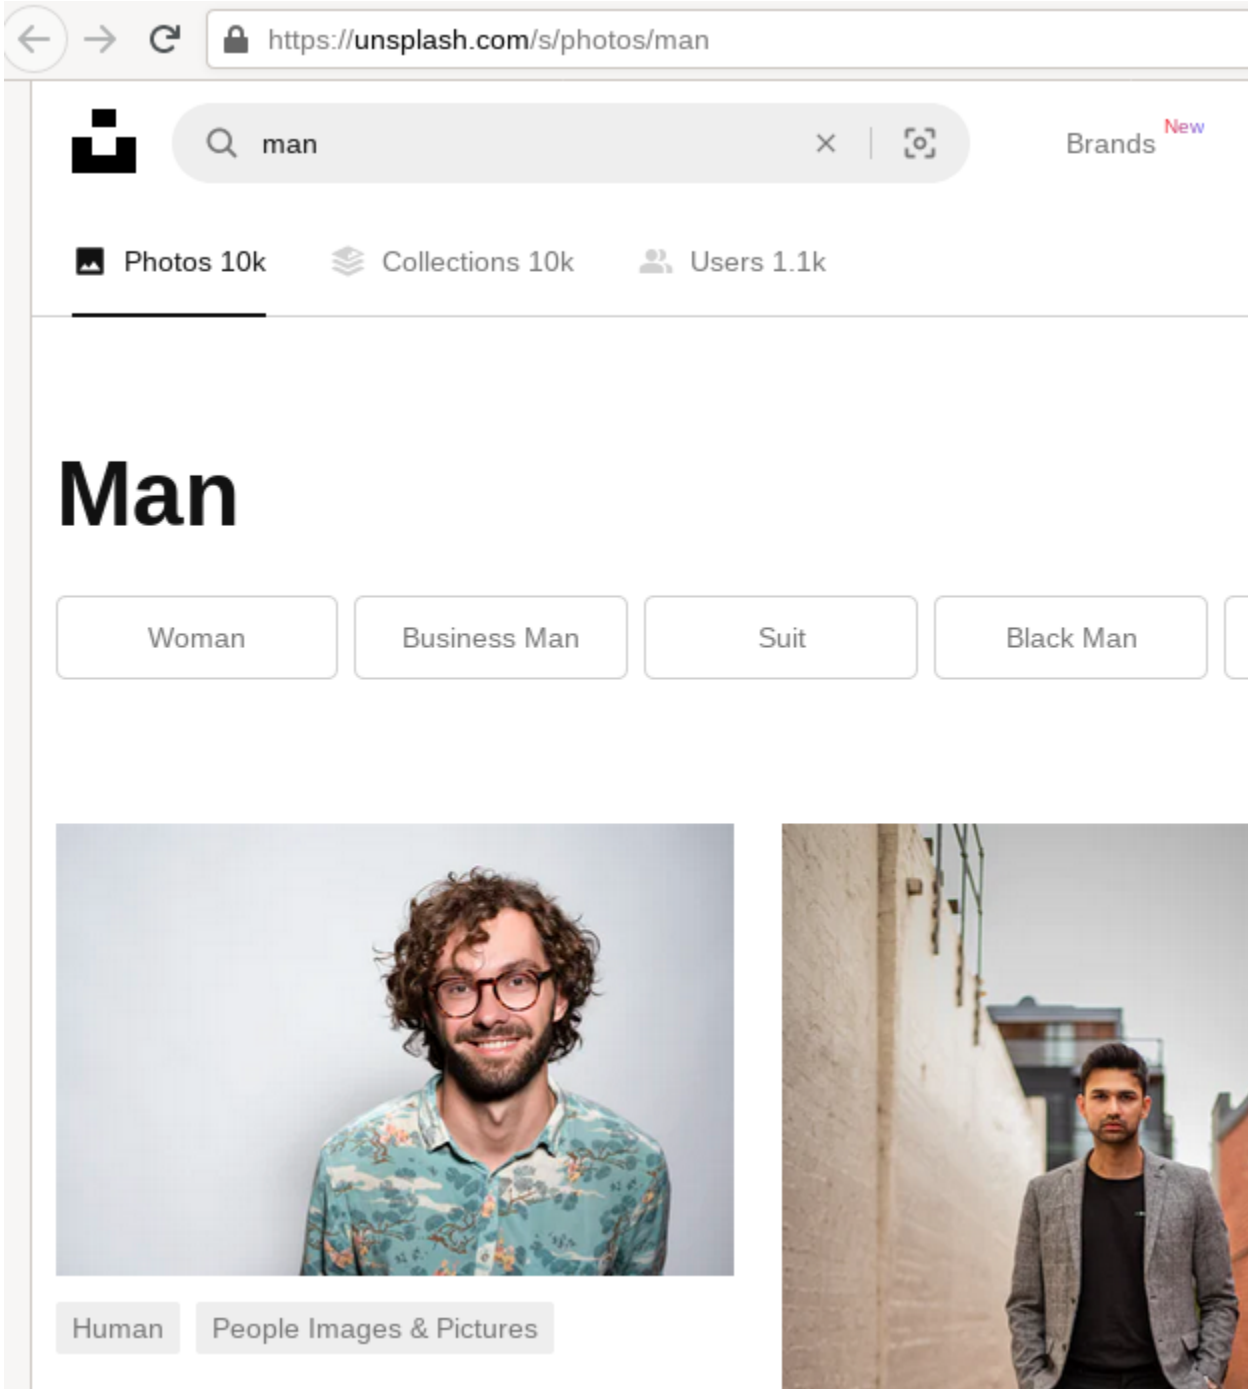 https://unsplash.com/s/photos/man
man
Brands New
Photos 10k Collections 10k Users 1.1k
Man
Woman Business Man Suit Black Man
Human People Images & Pictures